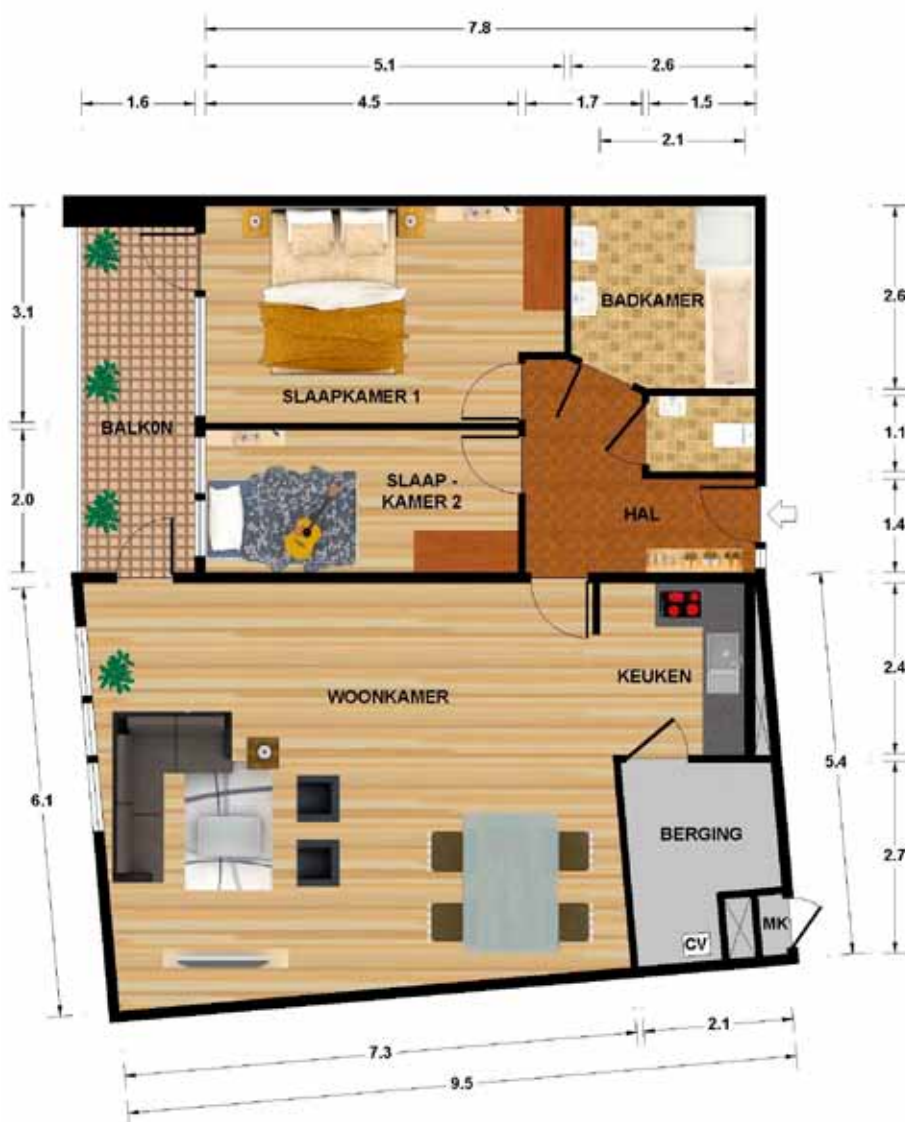 7.8
5.1
2.6
1.6
4.5
1.7
1.5
2.1
3.1
2.6
BADKAMER
SLAAPKAMER 1
BALKON
1.1
2.0
SLAAP -
KAMER 2
HAL
1.4
2.4
KEUKEN
WOONKAMER
5.4
6.1
BERGING
2.7
MK
CV
2.1
7.3
9.5